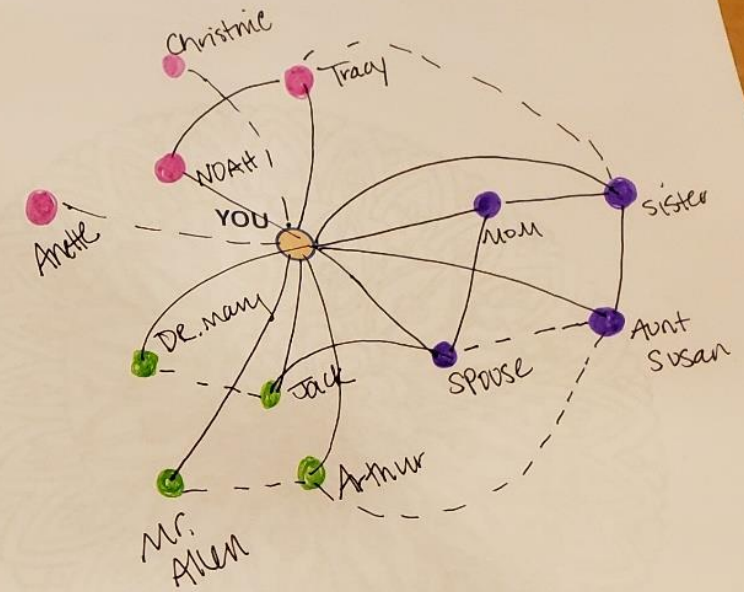 Christine
Tracy
NOAH
Anette
YOU
MOM
Sister
DR. Mary
Jack
SPOUSE
Aunt
Susan
Arthur
Mr.
Allen